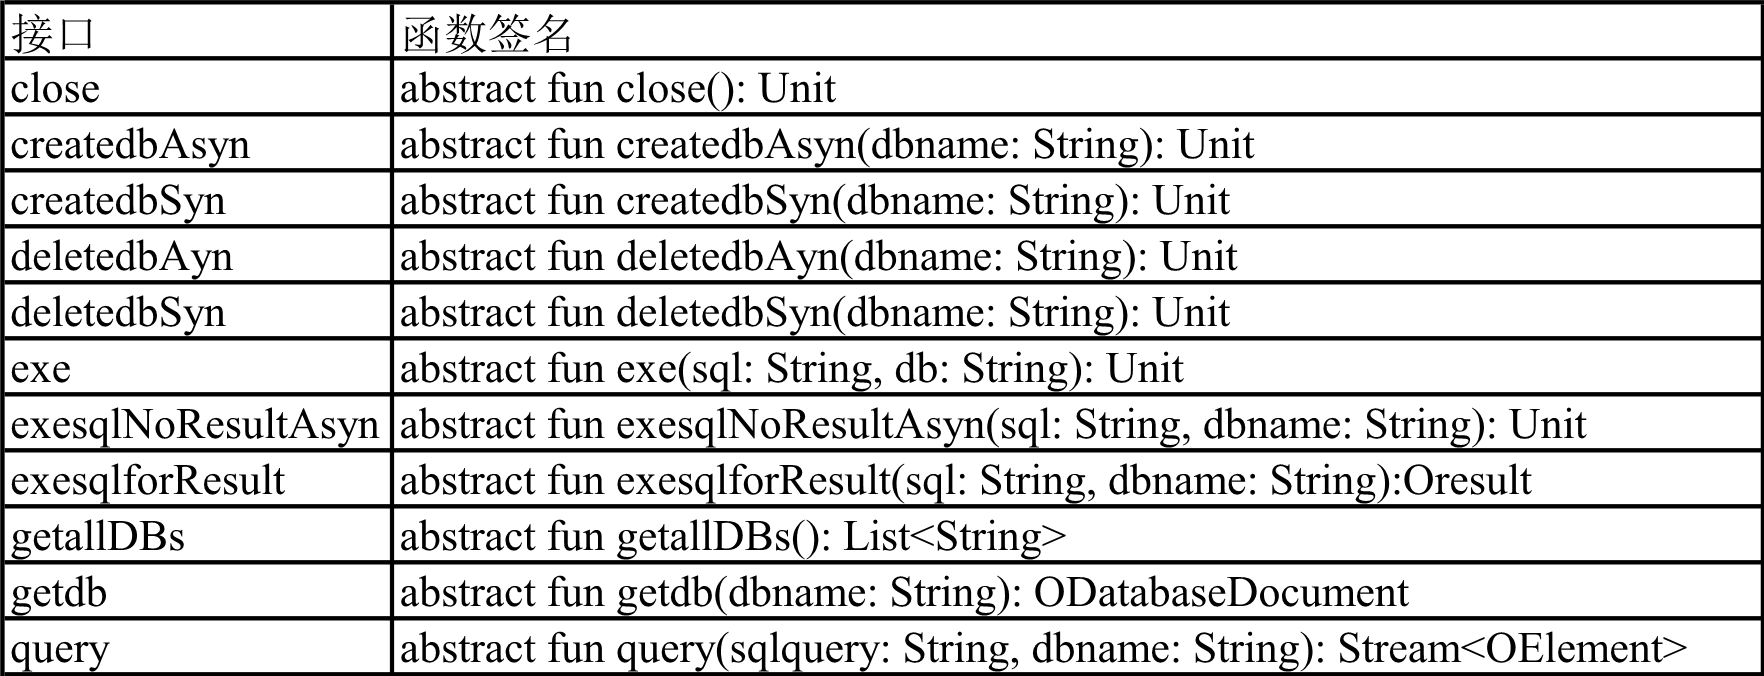 接口 函数签名
close abstract fun close(): Unit
createdbAsyn abstract fun createdbAsyn(dbname: String): Unit
createdbSyn abstract fun createdbSyn(dbname: String): Unit
deletedbAyn abstract fun deletedbAyn(dbname: String): Unit
deletedbSyn abstract fun deletedbSyn(dbname: String): Unit
exe abstract fun exe(sql: String, db: String): Unit
exesqlNoResultAsyn abstract fun exesqlNoResultAsyn(sql: String, dbname: String): Unit
exesqlforResult abstract fun exesqlforResult(sql: String, dbname: String):Oresult
getallDBs abstract fun getallDBs(): List<String>
getdb abstract fun getdb(dbname: String): ODatabaseDocument
query abstract fun query(sqlquery: String, dbname: String): Stream<OElement>